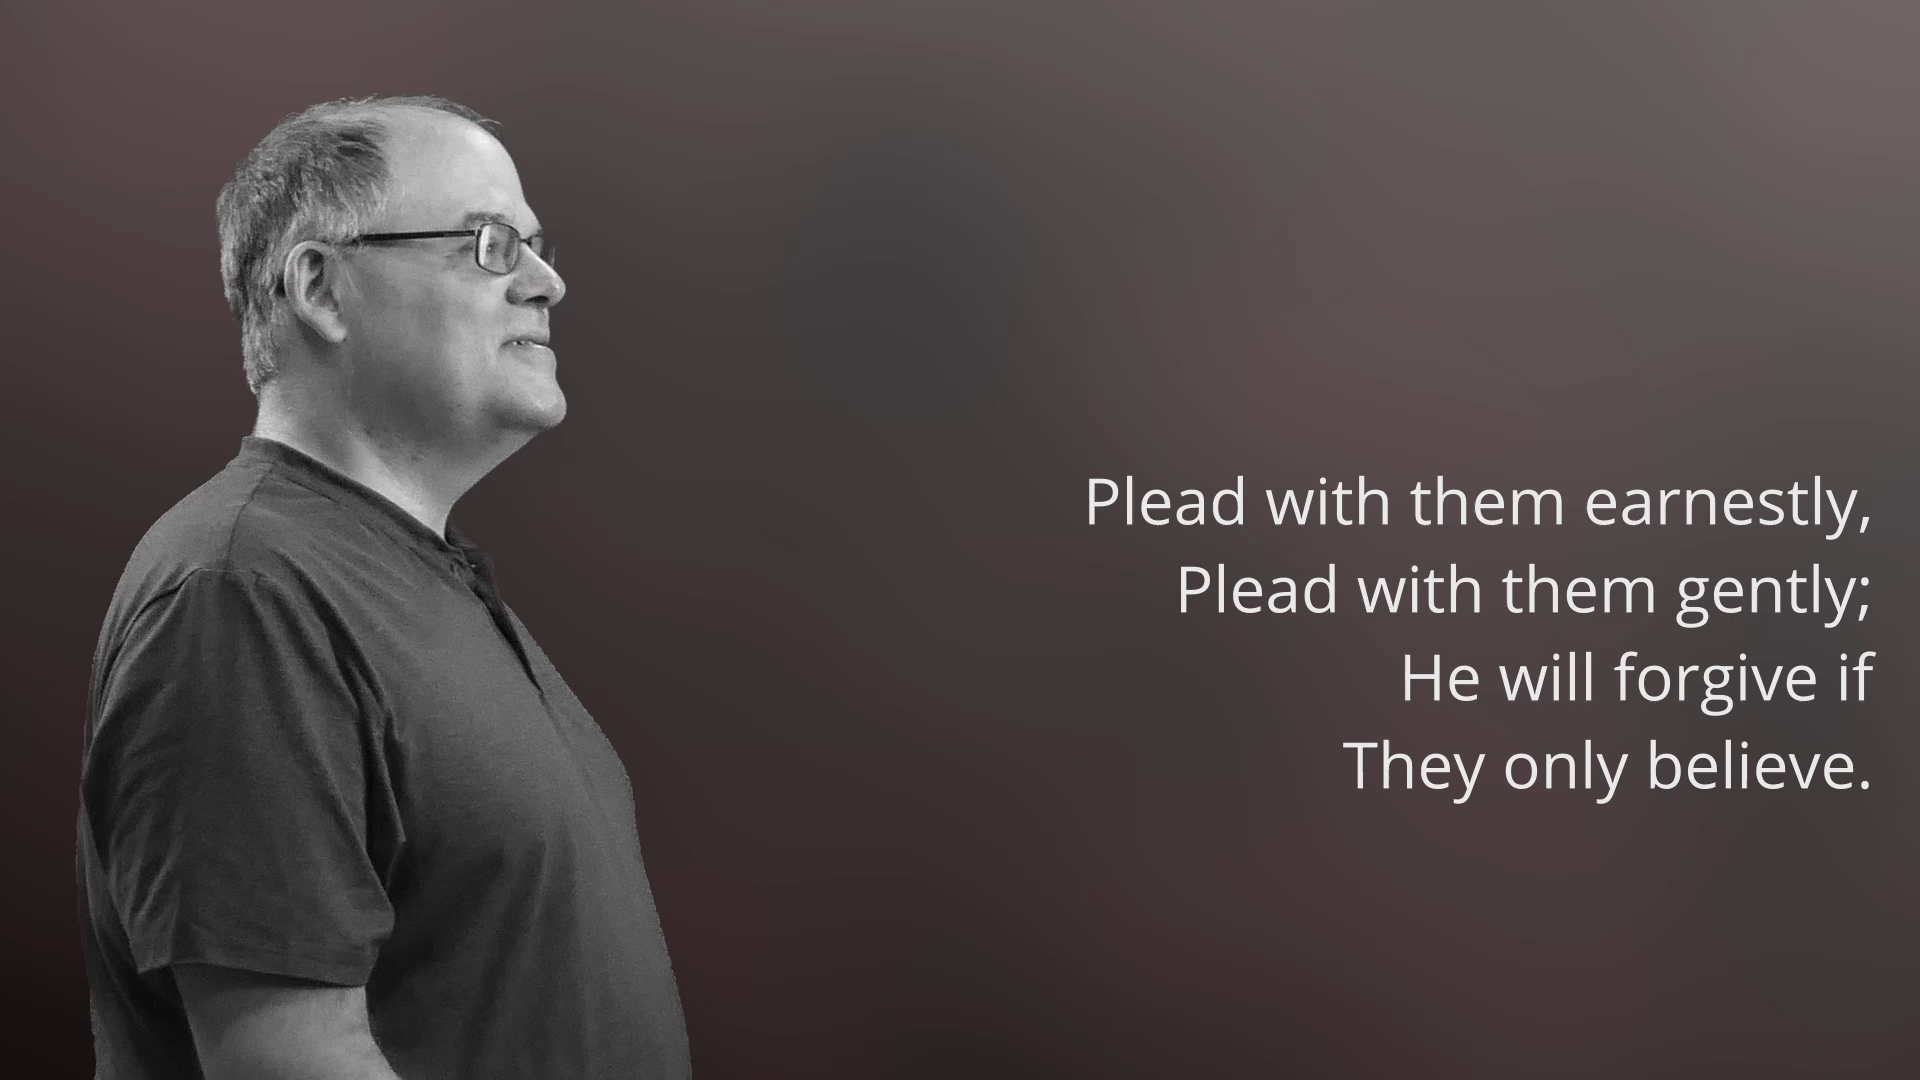 Plead with them earnestly,
Plead with them gently;
He will forgive if
They only believe.